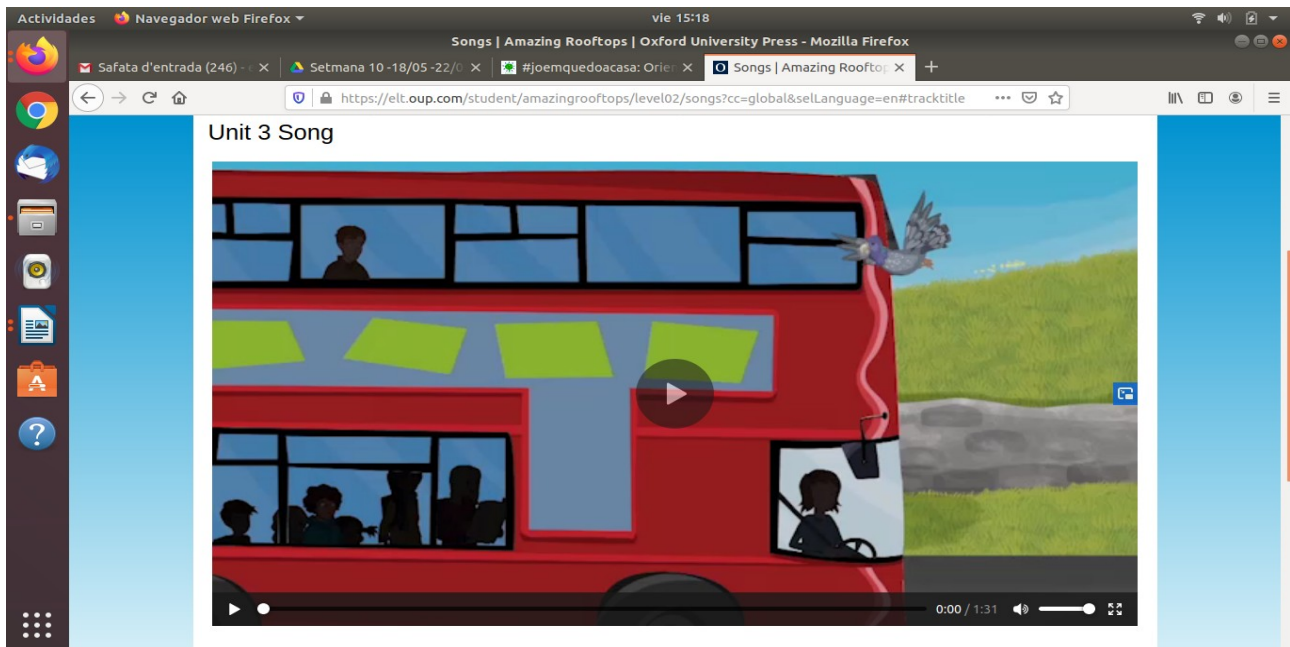 Actividades Navegador web Firefox vie 15:18
Songs | Amazing Rooftops | Oxford University Press - Mozilla Firefox
Safata d'entrada (246) - Setmana 10 -18/05 -22/0 #joemquedoacasa: Orie Songs | Amazing Rooftop
https://elt.oup.com/student/amazingrooftops/level02/songs?cc=global&selLanguage=en#tracktitle
Unit 3 Song
0:00 / 1:31